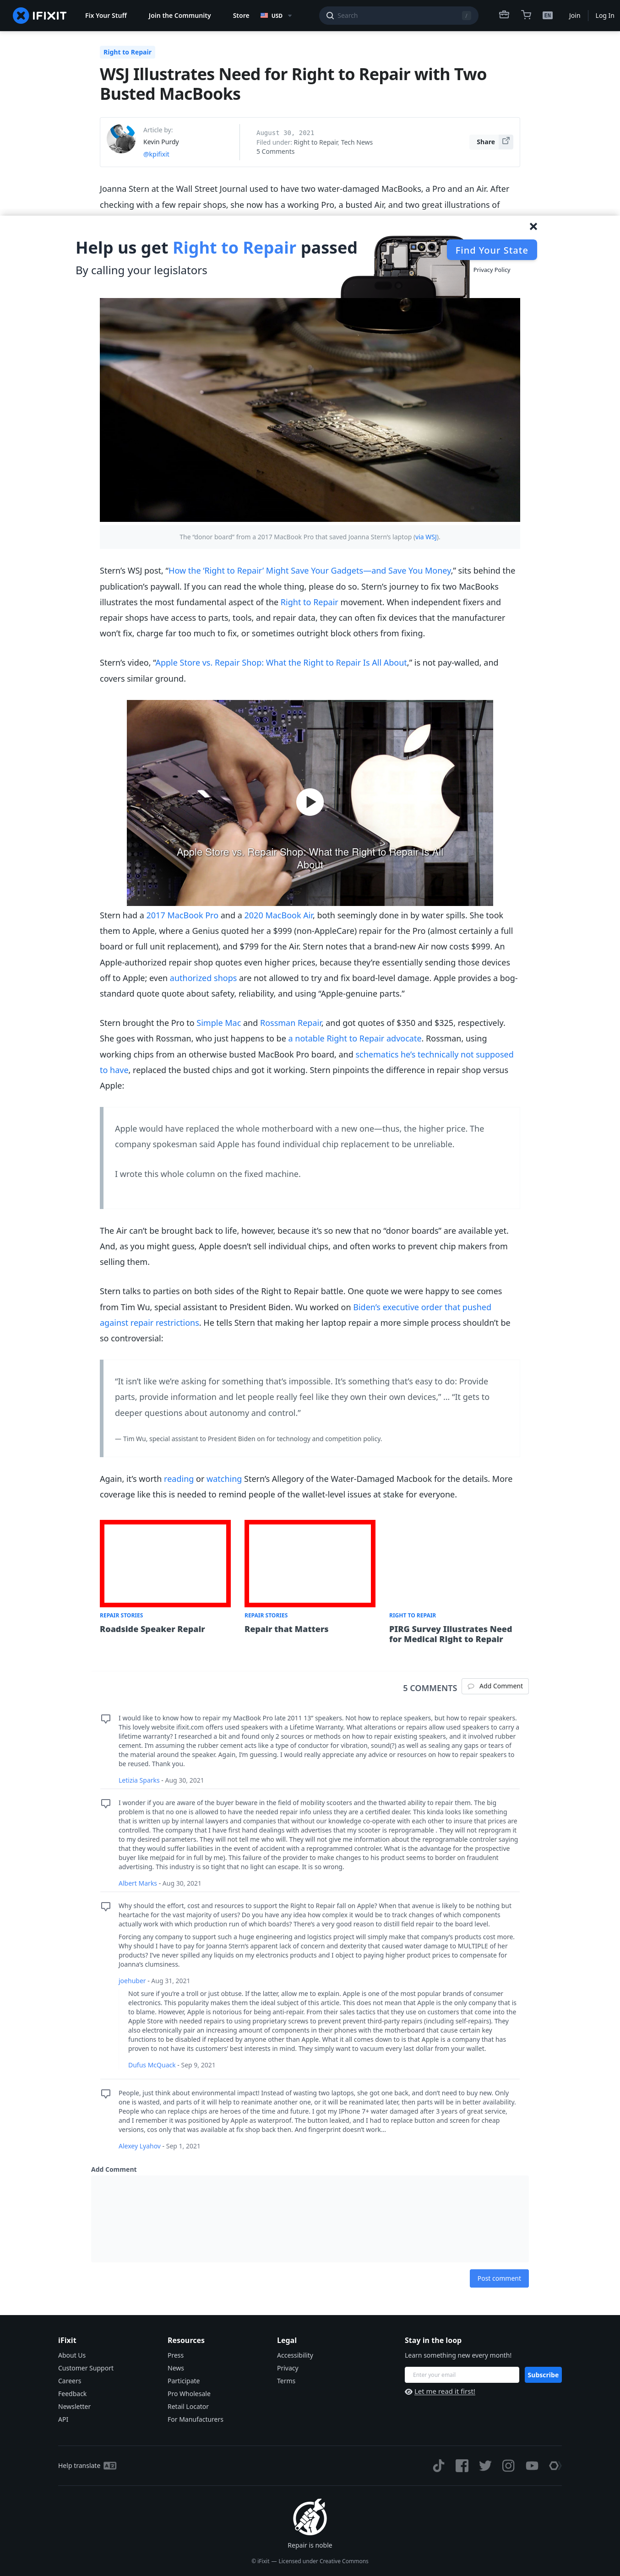 IFIXIT
Fix Your Stuff
Join the Community
Store
USD
Search
/
EN
Join
Log In
Right to Repair
WSJ Illustrates Need for Right to Repair with Two
Busted MacBooks
Article by:
Kevin Purdy
@kpifixit
August 30, 2021
Filed under: Right to Repair, Tech News
5 Comments
Share
Joanna Stern at the Wall Street Journal used to have two water-damaged MacBooks, a Pro and an Air. After
checking with a few repair shops, she now has a working Pro, a busted Air, and two great illustrations of
Help us get Right to Repair passed
By calling your legislators
Find Your State
Privacy Policy
The “donor board” from a 2017 MacBook Pro that saved Joanna Stern’s laptop (via WSJ).
Stern’s WSJ post, “How the ‘Right to Repair’ Might Save Your Gadgets—and Save You Money,” sits behind the
publication’s paywall. If you can read the whole thing, please do so. Stern’s journey to fix two MacBooks
illustrates the most fundamental aspect of the Right to Repair movement. When independent fixers and
repair shops have access to parts, tools, and repair data, they can often fix devices that the manufacturer
won’t fix, charge far too much to fix, or sometimes outright block others from fixing.
Stern’s video, “Apple Store vs. Repair Shop: What the Right to Repair Is All About,” is not pay-walled, and
covers similar ground.
Apple Store vs. Repair Shop: What the Right to Repair Is All
About
Stern had a 2017 MacBook Pro and a 2020 MacBook Air, both seemingly done in by water spills. She took
them to Apple, where a Genius quoted her a $999 (non-AppleCare) repair for the Pro (almost certainly a full
board or full unit replacement), and $799 for the Air. Stern notes that a brand-new Air now costs $999. An
Apple-authorized repair shop quotes even higher prices, because they’re essentially sending those devices
off to Apple; even authorized shops are not allowed to try and fix board-level damage. Apple provides a bog-
standard quote quote about safety, reliability, and using “Apple-genuine parts.”
Stern brought the Pro to Simple Mac and Rossman Repair, and got quotes of $350 and $325, respectively.
She goes with Rossman, who just happens to be a notable Right to Repair advocate. Rossman, using
working chips from an otherwise busted MacBook Pro board, and schematics he’s technically not supposed
to have, replaced the busted chips and got it working. Stern pinpoints the difference in repair shop versus
Apple:
Apple would have replaced the whole motherboard with a new one—thus, the higher price. The
company spokesman said Apple has found individual chip replacement to be unreliable.
I wrote this whole column on the fixed machine.
The Air can’t be brought back to life, however, because it’s so new that no “donor boards” are available yet.
And, as you might guess, Apple doesn’t sell individual chips, and often works to prevent chip makers from
selling them.
Stern talks to parties on both sides of the Right to Repair battle. One quote we were happy to see comes
from Tim Wu, special assistant to President Biden. Wu worked on Biden’s executive order that pushed
against repair restrictions. He tells Stern that making her laptop repair a more simple process shouldn’t be
so controversial:
“It isn’t like we’re asking for something that’s impossible. It’s something that’s easy to do: Provide
parts, provide information and let people really feel like they own their own devices,” … “It gets to
deeper questions about autonomy and control.”
— Tim Wu, special assistant to President Biden on for technology and competition policy.
Again, it’s worth reading or watching Stern’s Allegory of the Water-Damaged Macbook for the details. More
coverage like this is needed to remind people of the wallet-level issues at stake for everyone.
REPAIR STORIES
Roadside Speaker Repair
REPAIR STORIES
Repair that Matters
RIGHT TO REPAIR
PIRG Survey Illustrates Need
for Medical Right to Repair
5 COMMENTS
Add Comment
I would like to know how to repair my MacBook Pro late 2011 13” speakers. Not how to replace speakers, but how to repair speakers.
This lovely website ifixit.com offers used speakers with a Lifetime Warranty. What alterations or repairs allow used speakers to carry a
lifetime warranty? I researched a bit and found only 2 sources or methods on how to repair existing speakers, and it involved rubber
cement. I’m assuming the rubber cement acts like a type of conductor for vibration, sound(?) as well as sealing any gaps or tears of
the material around the speaker. Again, I’m guessing. I would really appreciate any advice or resources on how to repair speakers to
be reused. Thank you.
Letizia Sparks - Aug 30, 2021
I wonder if you are aware of the buyer beware in the field of mobility scooters and the thwarted ability to repair them. The big
problem is that no one is allowed to have the needed repair info unless they are a certified dealer. This kinda looks like something
that is written up by internal lawyers and companies that without our knowledge co-operate with each other to insure that prices are
controlled. The company that I have first hand dealings with advertises that my scooter is reprogramable . They will not reprogram it
to my desired parameters. They will not tell me who will. They will not give me information about the reprogramable controler saying
that they would suffer liabilities in the event of accident with a reprogrammed controler. What is the advantage for the prospective
buyer like me(paid for in full by me). This failure of the provider to make changes to his product seems to border on fraudulent
advertising. This industry is so tight that no light can escape. It is so wrong.
Albert Marks - Aug 30, 2021
Why should the effort, cost and resources to support the Right to Repair fall on Apple? When that avenue is likely to be nothing but
heartache for the vast majority of users? Do you have any idea how complex it would be to track changes of which components
actually work with which production run of which boards? There’s a very good reason to distill field repair to the board level.
Forcing any company to support such a huge engineering and logistics project will simply make that company’s products cost more.
Why should I have to pay for Joanna Stern’s apparent lack of concern and dexterity that caused water damage to MULTIPLE of her
products? I’ve never spilled any liquids on my electronics products and I object to paying higher product prices to compensate for
Joanna’s clumsiness.
joehuber - Aug 31, 2021
Not sure if you’re a troll or just obtuse. If the latter, allow me to explain. Apple is one of the most popular brands of consumer
electronics. This popularity makes them the ideal subject of this article. This does not mean that Apple is the only company that is
to blame. However, Apple is notorious for being anti-repair. From their sales tactics that they use on customers that come into the
Apple Store with needed repairs to using proprietary screws to prevent prevent third-party repairs (including self-repairs). They
also electronically pair an increasing amount of components in their phones with the motherboard that cause certain key
functions to be disabled if replaced by anyone other than Apple. What it all comes down to is that Apple is a company that has
proven to not have its customers’ best interests in mind. They simply want to vacuum every last dollar from your wallet.
Dufus McQuack - Sep 9, 2021
People, just think about environmental impact! Instead of wasting two laptops, she got one back, and don’t need to buy new. Only
one is wasted, and parts of it will help to reanimate another one, or it will be reanimated later, then parts will be in better availability.
People who can replace chips are heroes of the time and future. I got my IPhone 7+ water damaged after 3 years of great service,
and I remember it was positioned by Apple as waterproof. The button leaked, and I had to replace button and screen for cheap
versions, cos only that was available at fix shop back then. And fingerprint doesn’t work…
Alexey Lyahov - Sep 1, 2021
Add Comment
Post comment
iFixit
About Us
Customer Support
Careers
Feedback
Newsletter
API
Resources
Press
News
Participate
Pro Wholesale
Retail Locator
For Manufacturers
Legal
Accessibility
Privacy
Terms
Stay in the loop
Learn something new every month!
Enter your email
Subscribe
Let me read it first!
Help translate
Repair is noble
© iFixit — Licensed under Creative Commons